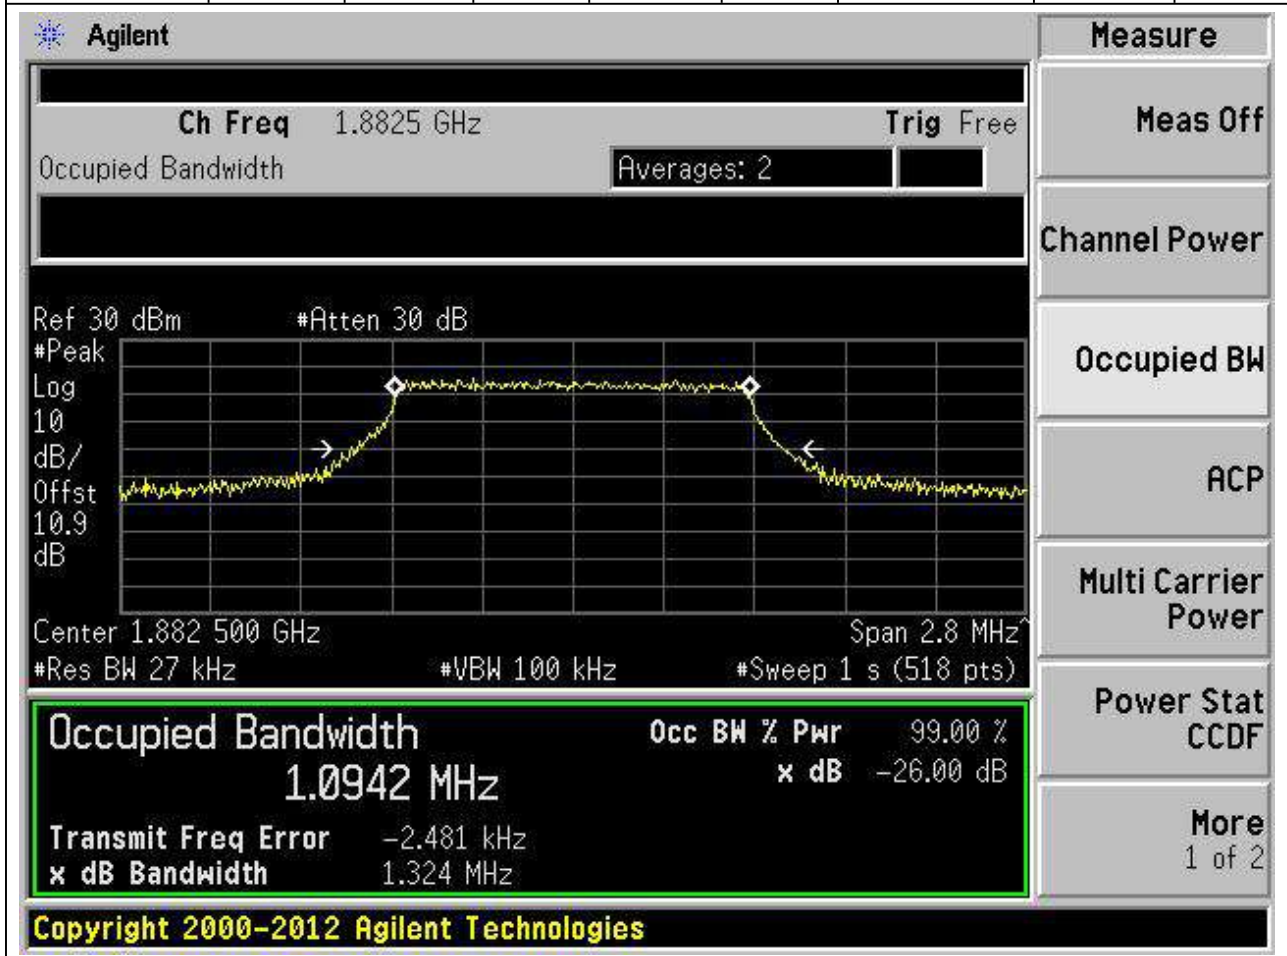 Agilent
Measure
Ch Freq 1.8825 GHz Trig Free
Occupied Bandwidth Averages: 2
Meas Off
Channel Power
Ref 30 dBm #Atten 30 dB
#Peak
Log
10
dB/
Offst
10.9
dB
Center 1.882 500 GHz Span 2.8 MHz^
#Res BW 27 kHz #VBW 100 kHz #Sweep 1 s (518 pts)
Occupied BW
ACP
Multi Carrier
Power
Power Stat
CCDF
More
1 of 2
Occupied Bandwidth Occ BW % Pwr 99.00 %
1.0942 MHz x dB -26.00 dB
Transmit Freq Error -2.481 kHz
x dB Bandwidth 1.324 MHz
Copyright 2000-2012 Agilent Technologies